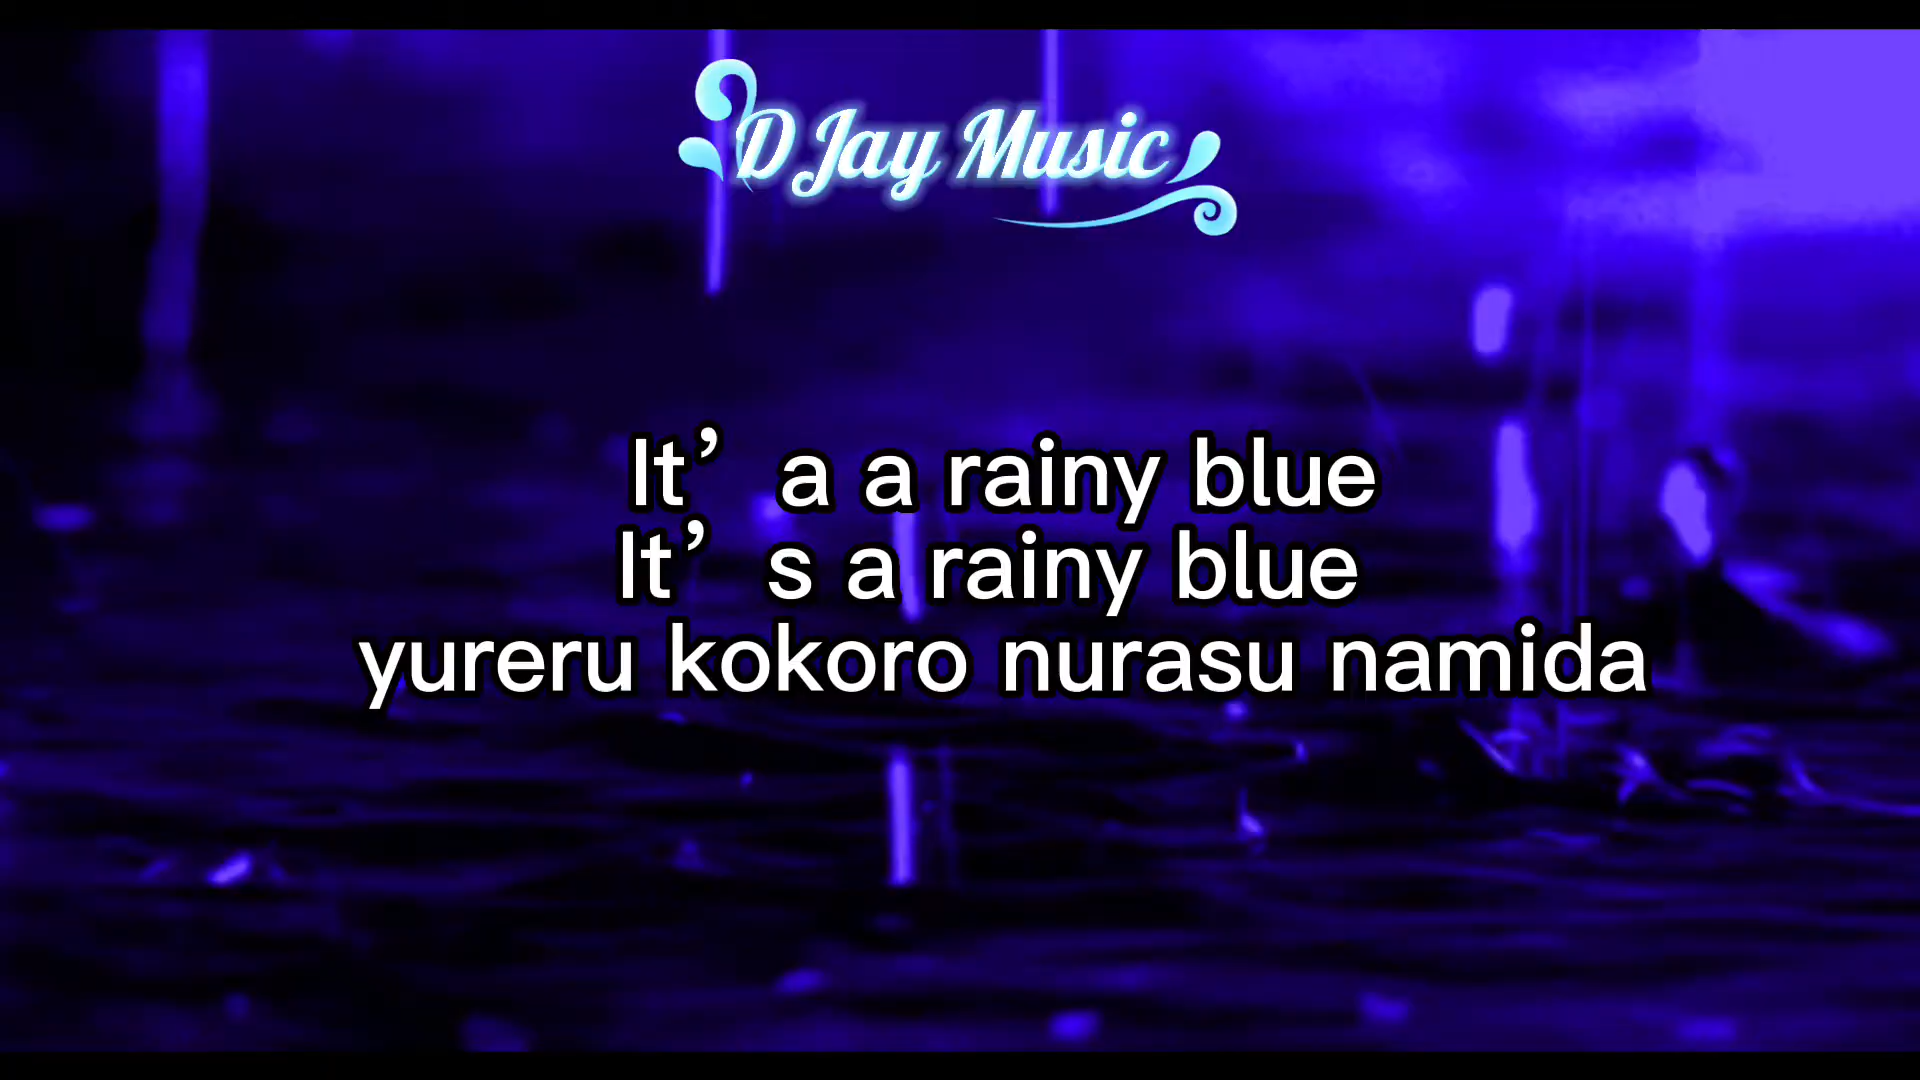 D Jay Music
It’ a a rainy blue
It’ s a rainy blue
yureru kokoro nurasu namida